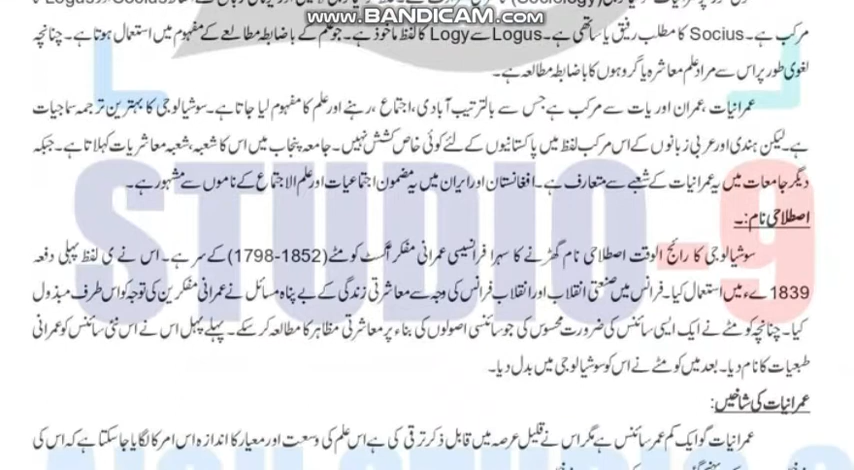 www.BANDICAM.com
مرکب ہے۔ Socius کا مطلب رفیق یا ساتھی ہے۔ Logus سے Logy کا لفظ ماخوذ ہے۔ جو علم کے باضابطہ مطالعے کے مفہوم میں استعمال ہوتا ہے۔ چنانچہ
لغوی طور پر اس سے مراد علم معاشرہ یا گروہوں کا باضابطہ مطالعہ ہے۔
عمرانیات عمران اور یات سے مرکب ہے جس سے بالترتیب آبادی، اجتماع، رہنے اور علم کا مفہوم لیا جاتا ہے۔ سوشیالوجی کا بہترین ترجمہ سماجیات
ہے۔ لیکن ہندی اور عربی زبانوں کے اس مرکب لفظ میں پاکستانیوں کے لئے کوئی خاص کشش نہیں۔ جامعہ پنجاب میں اس کا شعبہ، شعبہ معاشریات کہلاتا ہے۔ جبکہ
دیگر جامعات میں یہ عمرانیات کے شعبے سے متعارف ہے۔ افغانستان اور ایران میں یہ مضمون اجتماعیات اور علم الاجتماع کے ناموں سے مشہور ہے۔
اصطلاحی نام:۔
سوشیالوجی کا رائج الوقت اصطلاحی نام گھڑنے کا سہرا فرانسیسی عمرانی مفکر آگسٹ کومٹے (1798-1852) کے سر ہے۔ اس نے ی لفظ پہلی دفعہ
1839ءے میں استعمال کیا۔ فرانس میں صنعتی انقلاب اور انقلاب فرانس کی وجہ سے معاشرتی زندگی کے بے پناہ مسائل نے عمرانی مفکرین کی توجہ کو اس طرف مبذول
کیا۔ چنانچہ کومٹے نے ایک ایسی سائنس کی ضرورت محسوس کی جو سائنسی اصولوں کی بناء پر معاشرتی مظاہر کا مطالعہ کر سکے۔ پہلے پہل اس نے اس نئی سائنس کو عمرانی
طبعیات کا نام دیا۔ بعد میں کومٹے نے اس کو سوشیالوجی میں بدل دیا۔
عمرانیات کی شاخیں:
عمرانیات گو ایک کم عمر سائنس ہے مگر اس نے قلیل عرصہ میں قابل ذکر ترقی کی ہے اس علم کی وسعت اور معیار کا اندازہ اس امر کا لگایا جا سکتا ہے کہ اس کی
STUDIO-9